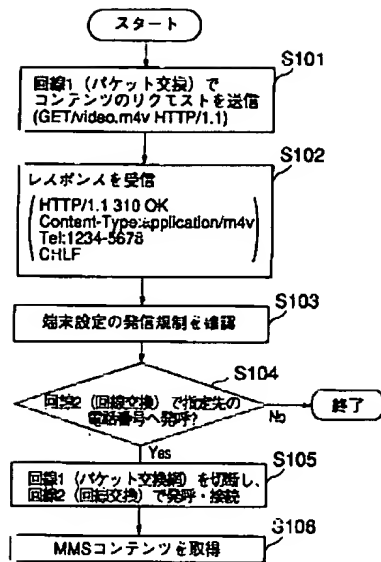 スタート
S101
回線1(パケット交換)で
コンテンツのリクエストを送信
(GET/video.m4v HTTP/1.1)
S102
レスポンスを受信
HTTP/1.1 310 OK
Content-Type:application/m4v
Tel:1234-5678
CHLF
S103
端末設定の発信規制を確認
S104
回線2(回線交換)で指定先の
電話番号へ発呼?
No
終了
Yes
S105
回線1(パケット交換網)を切断し、
回線2(回線交換)で発呼・接続
S106
MMSコンテンツを取得